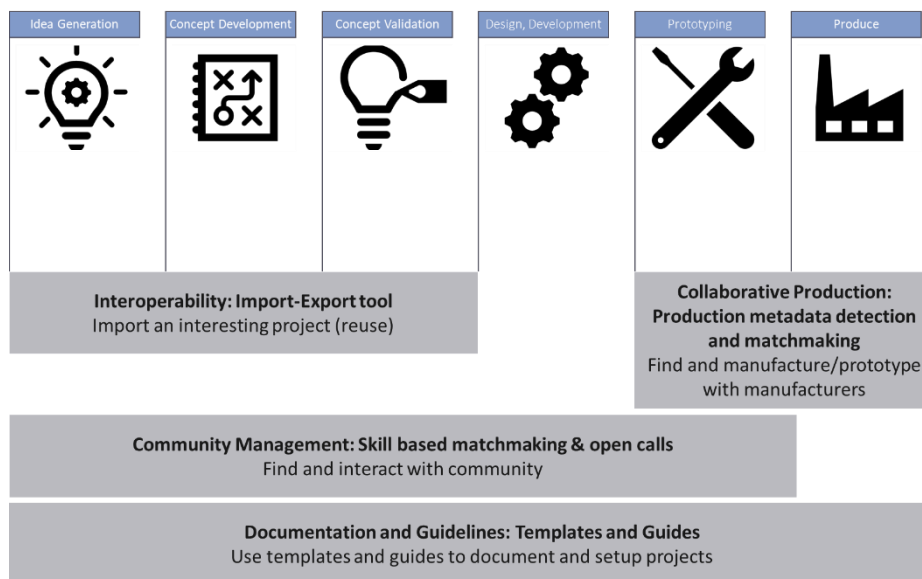 Idea Generation
Concept Development
Concept Validation
Design, Development
Prototyping
Produce
Interoperability: Import-Export tool
Import an interesting project (reuse)
Collaborative Production:
Production metadata detection
and matchmaking
Find and manufacture/prototype
with manufacturers
Community Management: Skill based matchmaking & open calls
Find and interact with community
Documentation and Guidelines: Templates and Guides
Use templates and guides to document and setup projects